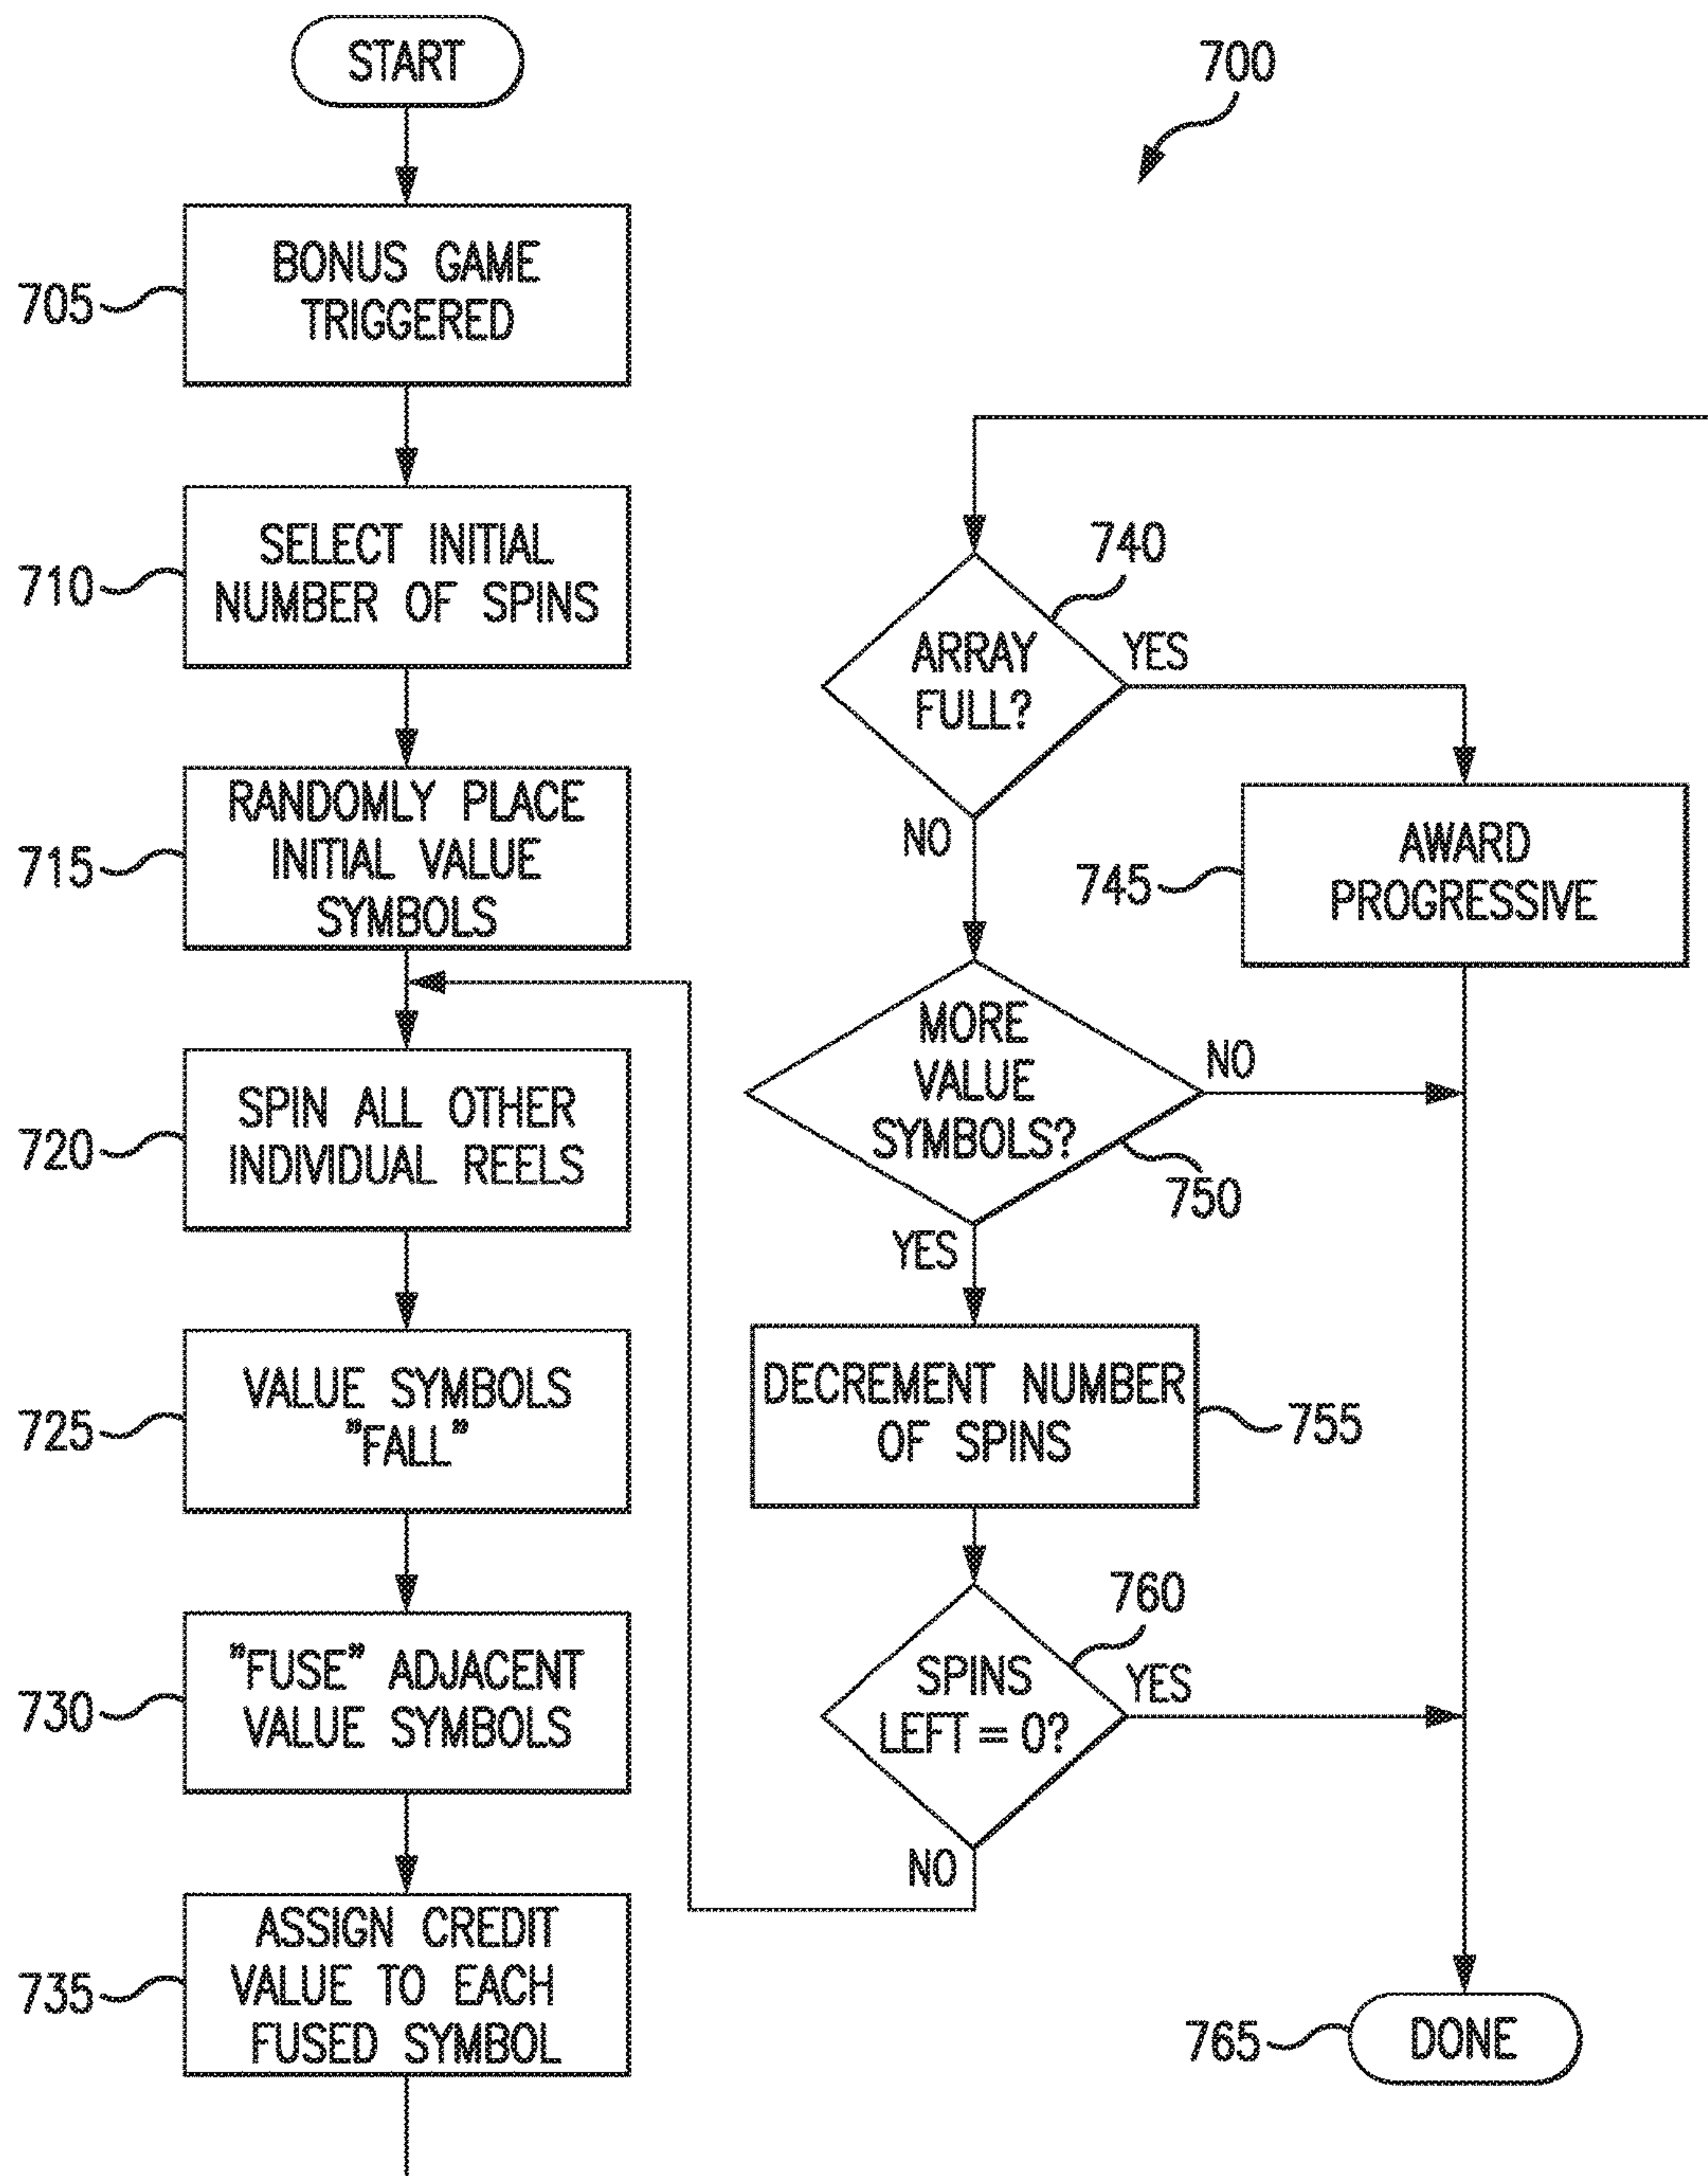 START
700
705
BONUS GAME
TRIGGERED
710
SELECT INITIAL
NUMBER OF SPINS
715
RANDOMLY PLACE
INITIAL VALUE
SYMBOLS
720
SPIN ALL OTHER
INDIVIDUAL REELS
725
VALUE SYMBOLS
"FALL"
730
"FUSE" ADJACENT
VALUE SYMBOLS
735
ASSIGN CREDIT
VALUE TO EACH
FUSED SYMBOL
740
ARRAY
FULL?
YES
NO
745
AWARD
PROGRESSIVE
MORE
VALUE
SYMBOLS?
NO
750
YES
DECREMENT NUMBER
OF SPINS
755
760
SPINS
LEFT = 0?
YES
NO
765
DONE